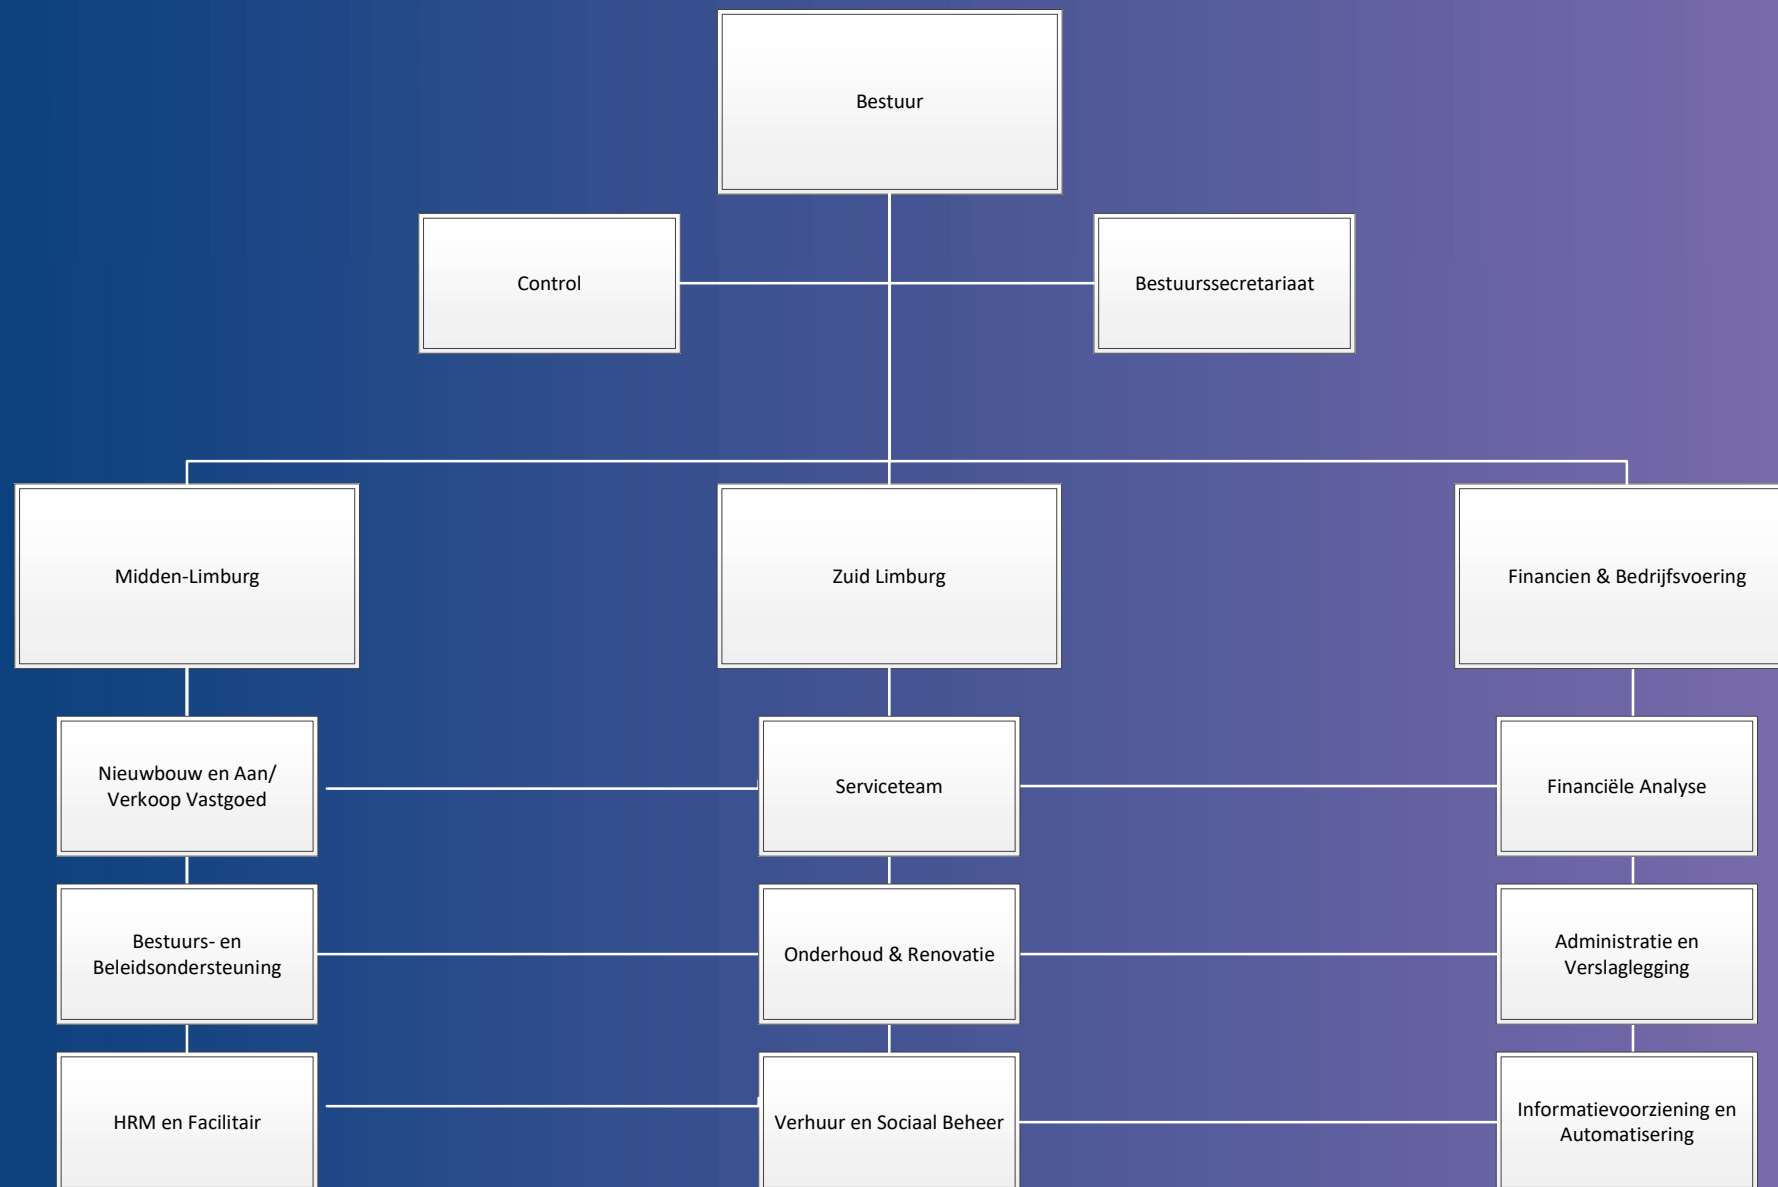 Bestuur
Control
Bestuurssecretariaat
Midden-Limburg
Zuid Limburg
Financien & Bedrijfsvoering
Nieuwbouw en Aan/
Verkoop Vastgoed
Serviceteam
Financiële Analyse
Bestuurs- en
Beleidsondersteuning
Onderhoud & Renovatie
Administratie en
Verslaglegging
HRM en Facilitair
Verhuur en Sociaal Beheer
Informatievoorziening en
Automatisering